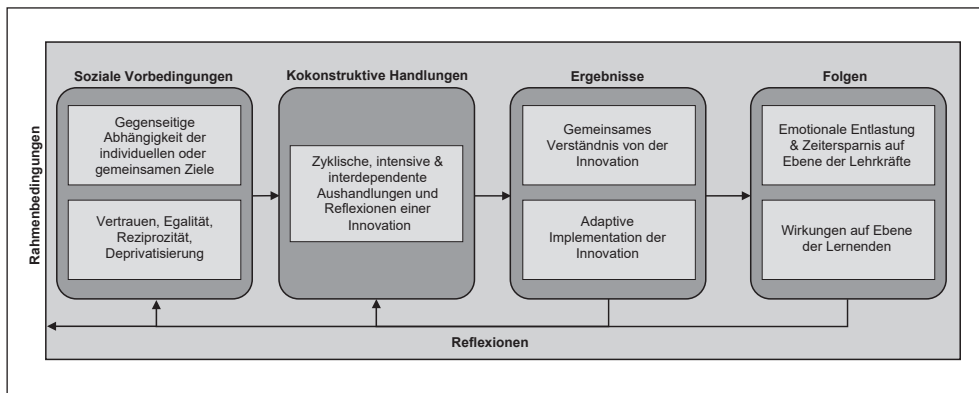 Rahmenbedingungen
Soziale Vorbedingungen
Gegenseitige
Abhängigkeit der
individuellen oder
gemeinsamen Ziele
Vertrauen, Egalität,
Reziprozität,
Deprivatisierung
Kokonstruktive Handlungen
Zyklische, intensive &
interdependente
Aushandlungen und
Reflexionen einer
Innovation
Ergebnisse
Gemeinsames
Verständnis von der
Innovation
Adaptive
Implementation der
Innovation
Folgen
Emotionale Entlastung
& Zeitersparnis auf
Ebene der Lehrkräfte
Wirkungen auf Ebene
der Lernenden
Reflexionen